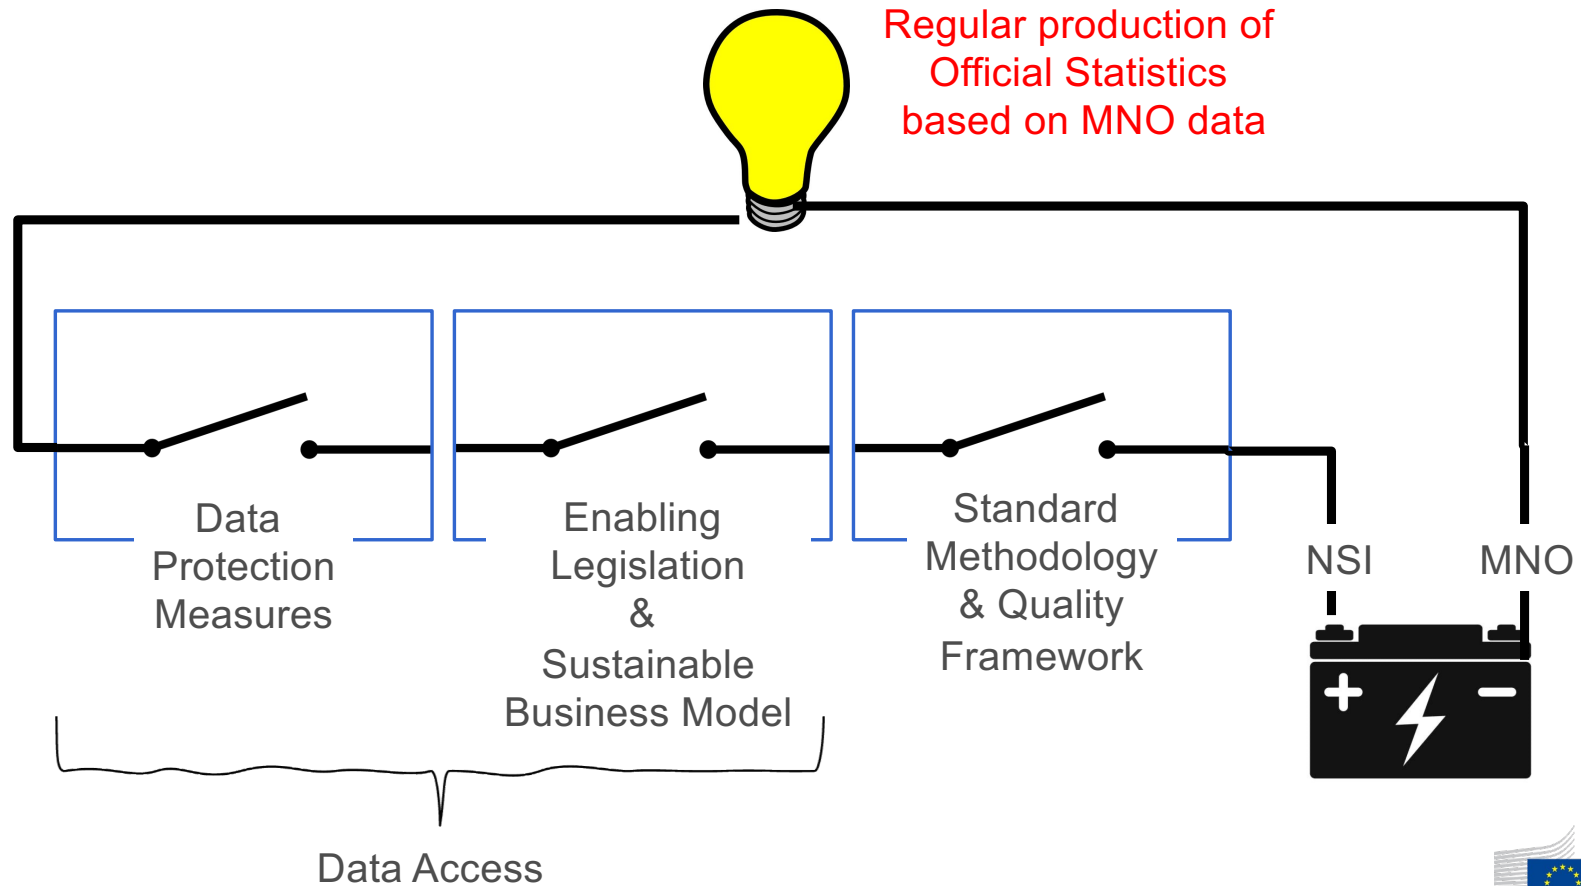 Regular production of
Official Statistics
based on MNO data
Data
Protection
Measures
Enabling
Legislation
&
Sustainable
Business Model
Standard
Methodology
& Quality
Framework
NSI
MNO
Data Access